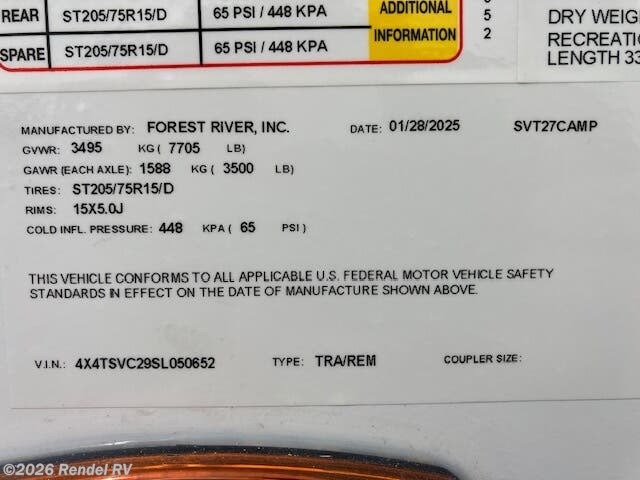 REAR ST205/75R15/D 65 PSI / 448 KPA ADDITIONAL
SPARE ST205/75R15/D 65 PSI / 448 KPA INFORMATION
5
2
DRY WEIG
RECREATIO
LENGTH 33
MANUFACTURED BY: FOREST RIVER, INC. DATE: 01/28/2025 SVT27CAMP
GVWR: 3495 KG ( 7705 LB)
GAWR (EACH AXLE): 1588 KG ( 3500 LB)
TIRES: ST205/75R15/D
RIMS: 15X5.0J
COLD INFL. PRESSURE: 448 KPA ( 65 PSI )
THIS VEHICLE CONFORMS TO ALL APPLICABLE U.S. FEDERAL MOTOR VEHICLE SAFETY
STANDARDS IN EFFECT ON THE DATE OF MANUFACTURE SHOWN ABOVE.
V.I.N.: 4X4TSVC29SL050652 TYPE: TRA/REM COUPLER SIZE:
©2026 Rendel RV